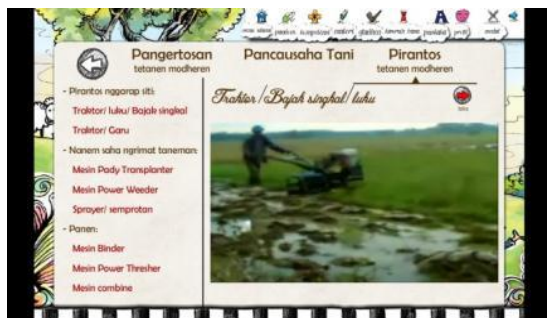 Pangertosan
tetanen modheren
Pancausaha Tani
Pirantos
tetanen modheren
- Pirantos nggarap siti:
Traktor/ luku/ Bajak singkal
Traktor/ Garu
- Nanem saha ngrimat taneman:
Mesin Pady Transplanter
Mesin Power Weeder
Sprayer/ semprotan
- Panen:
Mesin Binder
Mesin Power Thresher
Mesin combine
Traktor/Bajak singkal/ luku